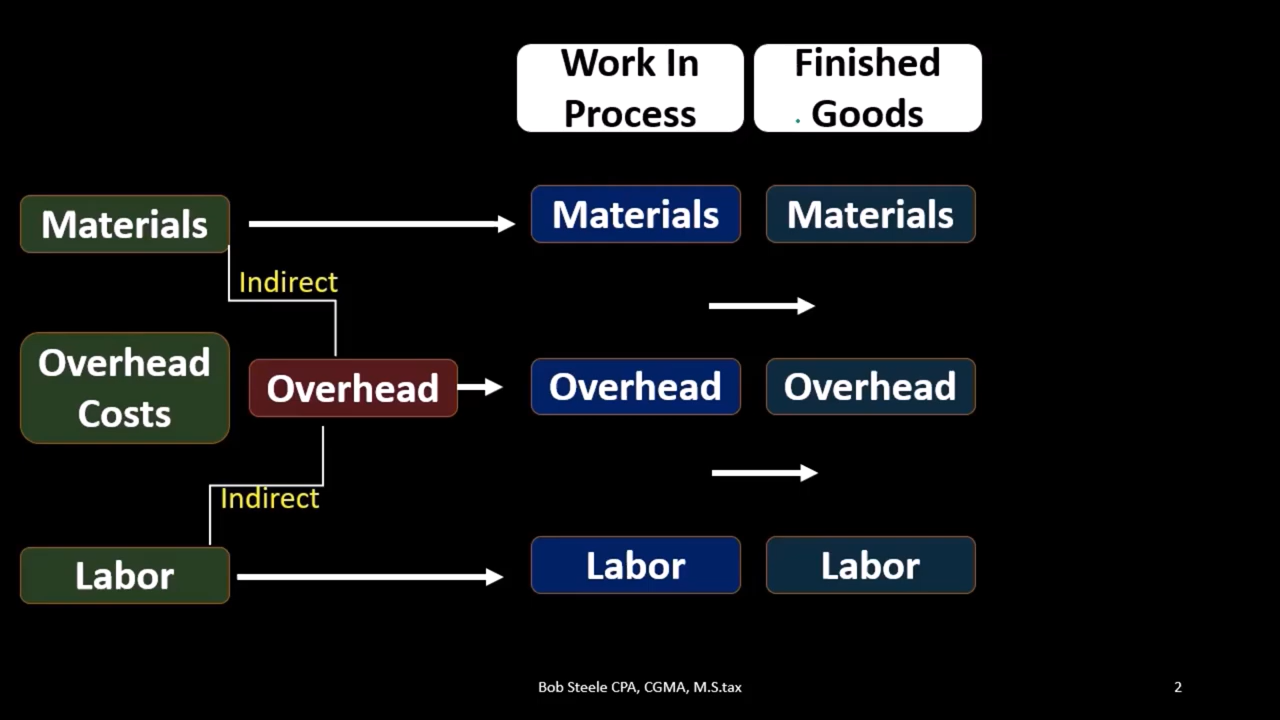 Work In
Process
Finished
Goods
Materials
Materials
Materials
Indirect
Overhead
Costs
Overhead
Overhead
Overhead
Indirect
Labor
Labor
Labor
Bob Steele CPA, CGMA, M.S.tax
2